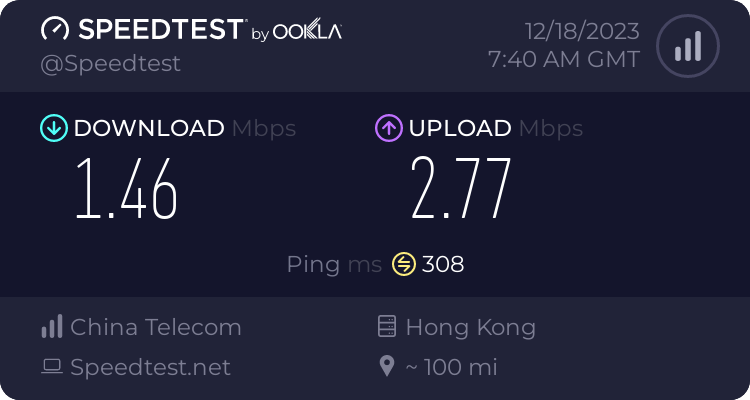 SPEEDTEST by OOKLA
@Speedtest
12/18/2023
7:40 AM GMT
DOWNLOAD Mbps
1.46
UPLOAD Mbps
2.77
Ping ms 308
China Telecom
Hong Kong
Speedtest.net
~ 100 mi